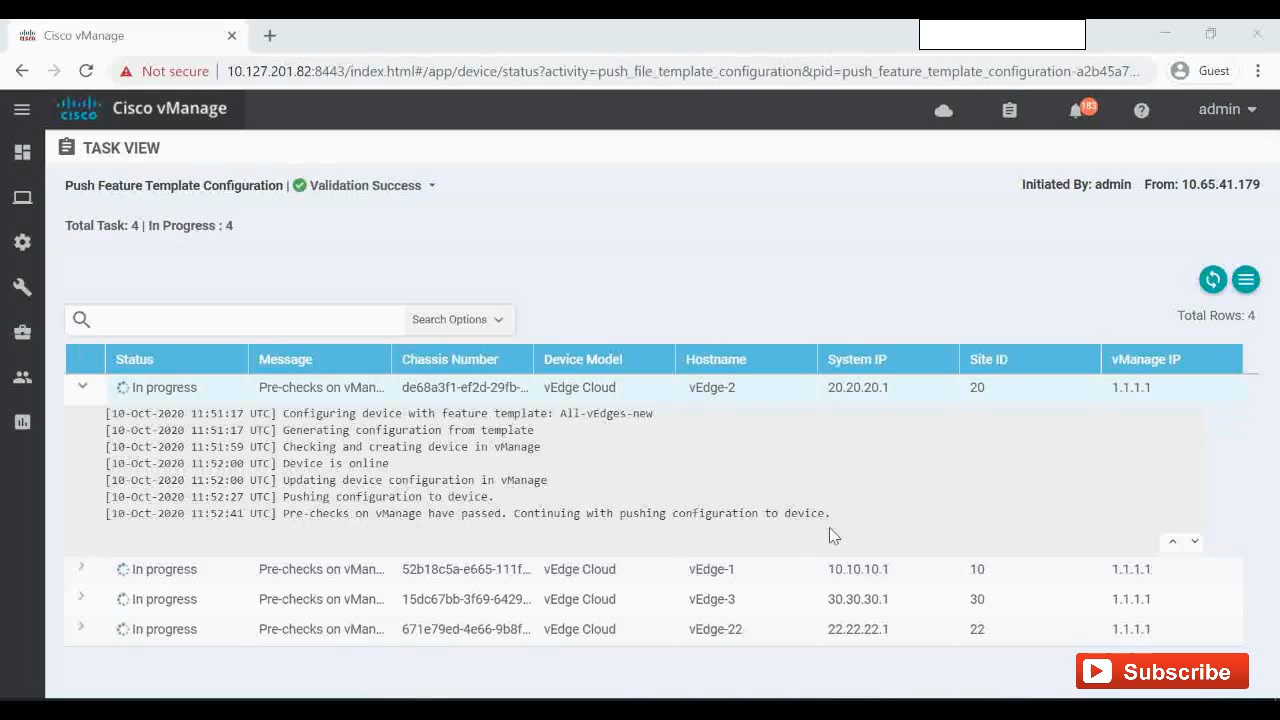 Cisco vManage
Not secure
10.127.201.82:8443/index.html#/app/device/status?activity=push_file_template_configuration&pid=push_feature_template_configuration-a2b45a7...
Guest
cisco
Cisco vManage
183
admin
TASK VIEW
Push Feature Template Configuration | Validation Success
Initiated By: admin From: 10.65.41.179
Total Task: 4 | In Progress : 4
Search Options
Total Rows: 4
Status Message Chassis Number Device Model Hostname System IP Site ID vManage IP
In progress Pre-checks on vMan... de68a3f1-ef2d-29fb-... vEdge Cloud vEdge-2 20.20.20.1 20 1.1.1.1
[10-Oct-2020 11:51:17 UTC] Configuring device with feature template: All-vEdges-new
[10-Oct-2020 11:51:17 UTC] Generating configuration from template
[10-Oct-2020 11:51:59 UTC] Checking and creating device in vManage
[10-Oct-2020 11:52:00 UTC] Device is online
[10-Oct-2020 11:52:00 UTC] Updating device configuration in vManage
[10-Oct-2020 11:52:27 UTC] Pushing configuration to device.
[10-Oct-2020 11:52:41 UTC] Pre-checks on vManage have passed. Continuing with pushing configuration to device.
In progress Pre-checks on vMan... 52b18c5a-e665-111f... vEdge Cloud vEdge-1 10.10.10.1 10 1.1.1.1
In progress Pre-checks on vMan... 15dc67bb-3f69-6429... vEdge Cloud vEdge-3 30.30.30.1 30 1.1.1.1
In progress Pre-checks on vMan... 671e79ed-4e66-9b8f... vEdge Cloud vEdge-22 22.22.22.1 22 1.1.1.1
Subscribe